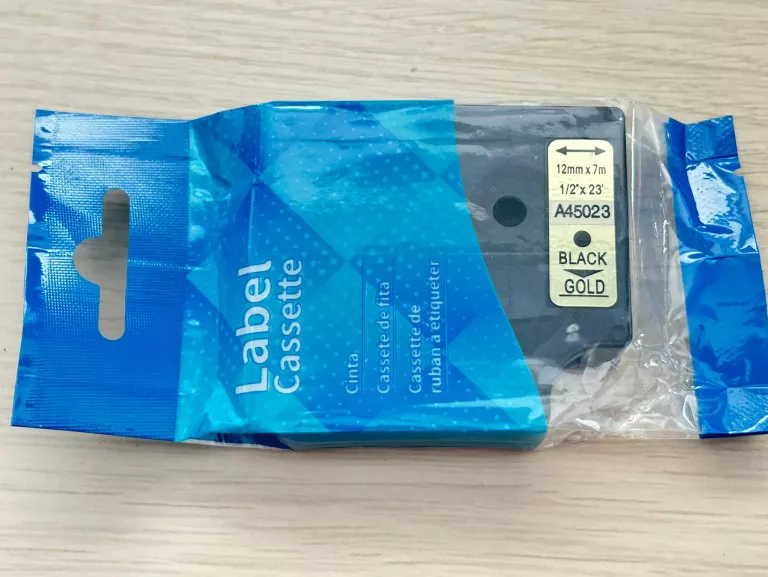 Label
Cassette
Cinta
Cassete de fita
Cassette de
ruban à étiqueter
12mm x 7m
1/2" x 23'
A45023
BLACK
GOLD